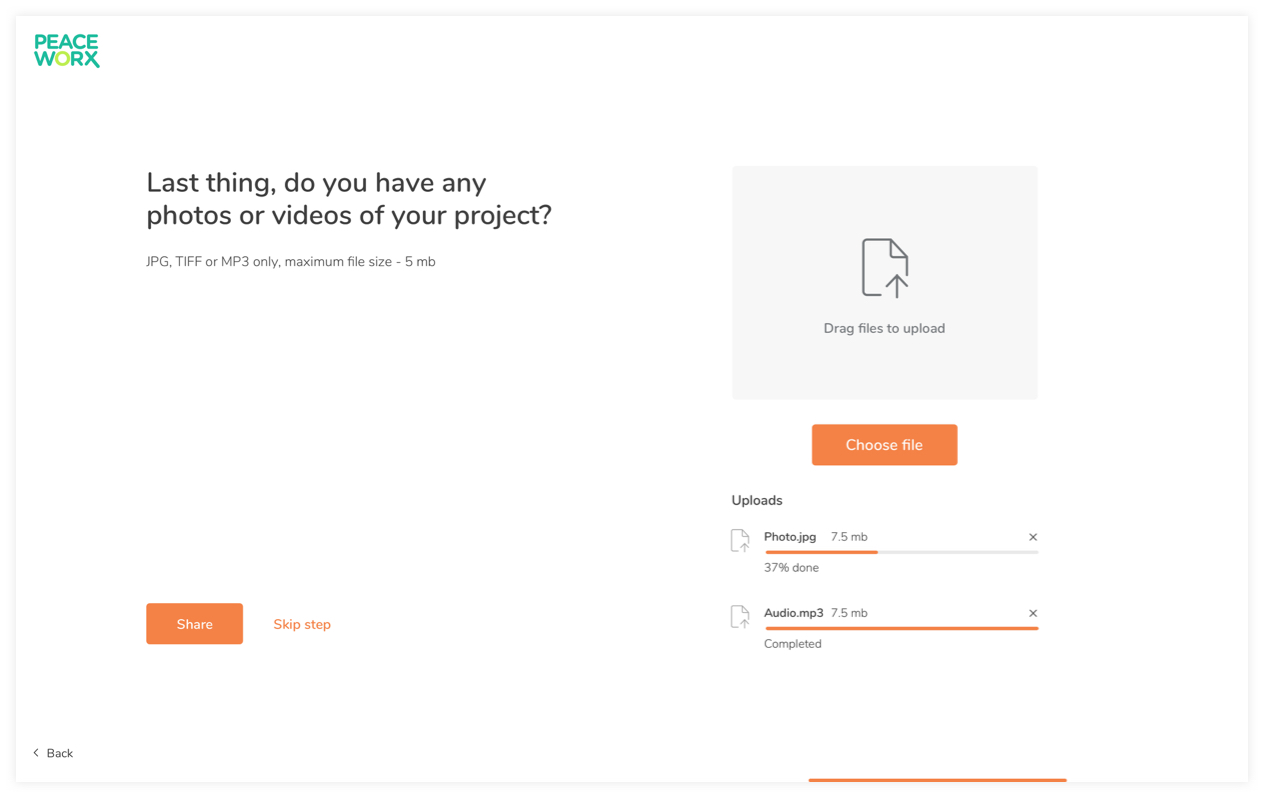 PEACE
WORX
Last thing, do you have any
photos or videos of your project?
JPG, TIFF or MP3 only, maximum file size - 5 mb
Drag files to upload
Choose file
Uploads
Photo.jpg 7.5 mb
37% done
Audio.mp3 7.5 mb
Completed
Share
Skip step
Back